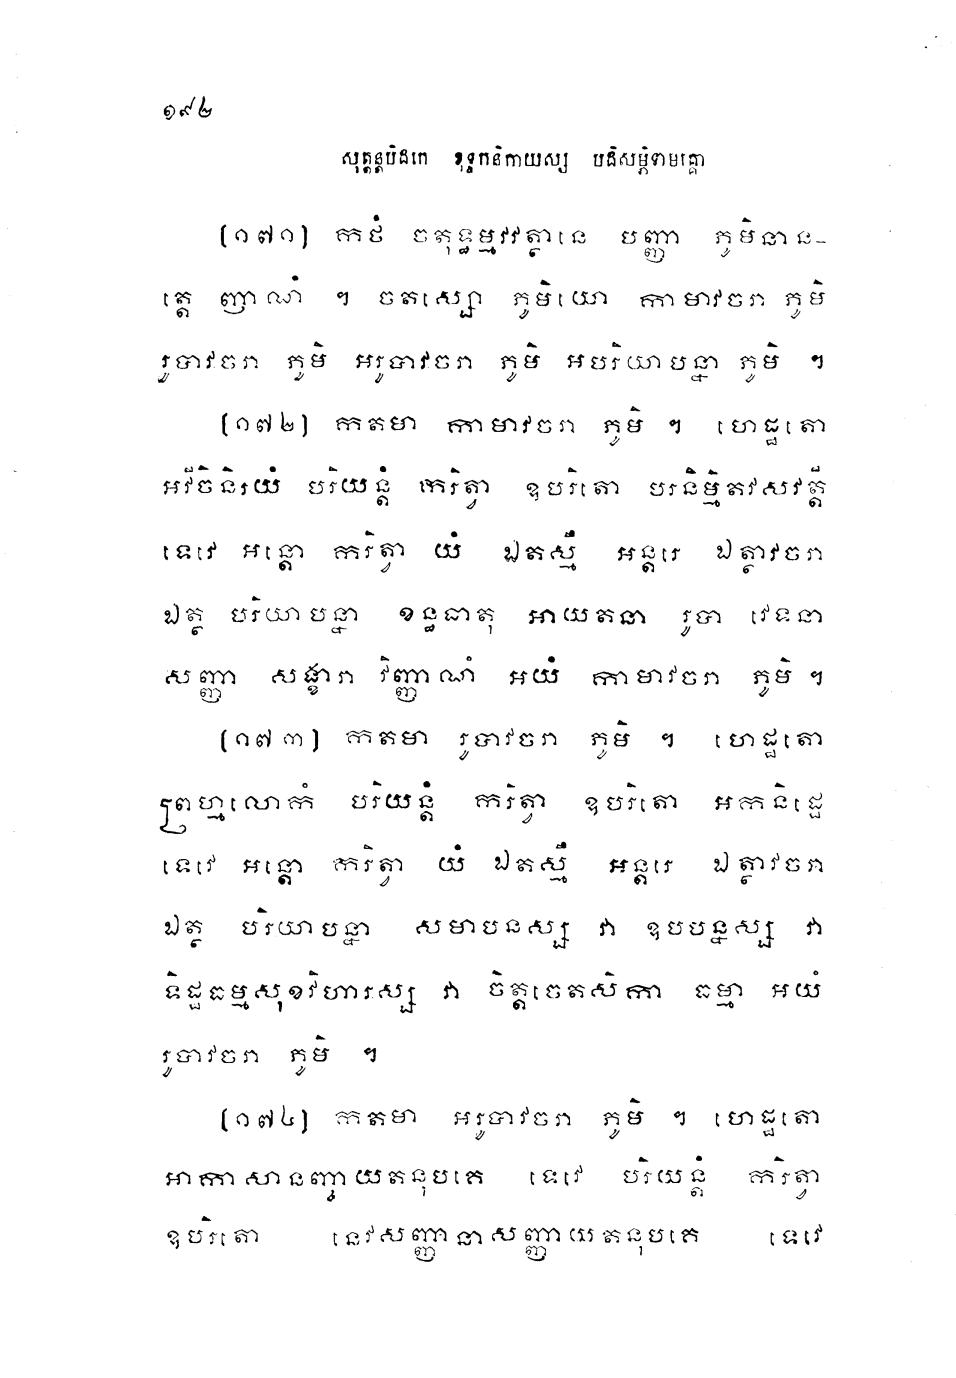 ១៩២
សុត្តន្តបិដកេ ខុទ្ទកនិកាយស្ស បដិសម្ភិទាមគ្គោ
[១៧១] កថំ ចតុទ្ធម្មវវត្ថានេ បញ្ញា ភូមិនាន-
ត្តេ ញាណំ ។ ចតស្សោ ភូមិយោ កាមាវចរា ភូមិ
រូបាវចរា ភូមិ អរូបាវចរា ភូមិ អបរិយាបន្នា ភូមិ ។
[១៧២] កតមា កាមាវចរា ភូមិ ។ ហេដ្ឋតោ
អវីចិនិរយំ បរិយន្តំ ករិត្វា ឧបរិតោ បរនិម្មិតវសវត្តី
ទេវេ អន្តោ ករិត្វា យំ ឯតស្មឹ អន្តរេ ឯត្ថាវចរា
ឯត្ថ បរិយាបន្នា ខន្ធធាតុ អាយតនា រូបា វេទនា
សញ្ញា សង្ខារា វិញ្ញាណំ អយំ កាមាវចរា ភូមិ ។
[១៧៣] កតមា រូបាវចរា ភូមិ ។ ហេដ្ឋតោ
ព្រហ្មលោកំ បរិយន្តំ ករិត្វា ឧបរិតោ អកនិដ្ឋេ
ទេវេ អន្តោ ករិត្វា យំ ឯតស្មឹ អន្តរេ ឯត្ថាវចរា
ឯត្ថ បរិយាបន្នា សមាបនស្ស វា ឧបបន្នស្ស វា
ទិដ្ឋធម្មសុខវិហារស្ស វា ចិត្តចេតសិកា ធម្មា អយំ
រូបាវចរា ភូមិ ។
[១៧៤] កតមា អរូបាវចរា ភូមិ ។ ហេដ្ឋតោ
អាកាសានញ្ចាយតនុបគេ ទេវេ បរិយន្តំ ករិត្វា
ឧបរិតោ នេវសញ្ញានាសញ្ញាយតនុបគេ ទេវេ